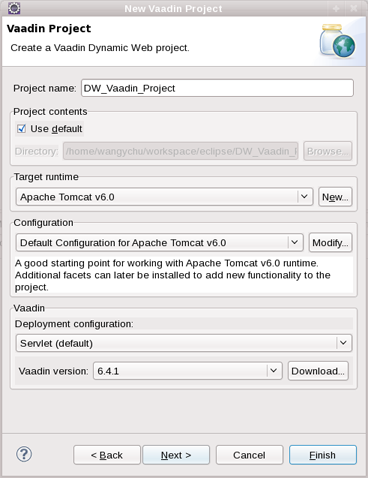 New Vaadin Project
Vaadin Project
Create a Vaadin Dynamic Web project.
Project name: DW_Vaadin_Project
Project contents
Use default
Directory: /home/wangychu/workspace/eclipse/DW_Vaadin_F Browse...
Target runtime
Apache Tomcat v6.0 New...
Configuration
Default Configuration for Apache Tomcat v6.0 Modify...
A good starting point for working with Apache Tomcat v6.0 runtime.
Additional facets can later be installed to add new functionality to the
project.
Vaadin
Deployment configuration:
Servlet (default)
Vaadin version: 6.4.1 Download...
? < Back Next > Cancel Finish